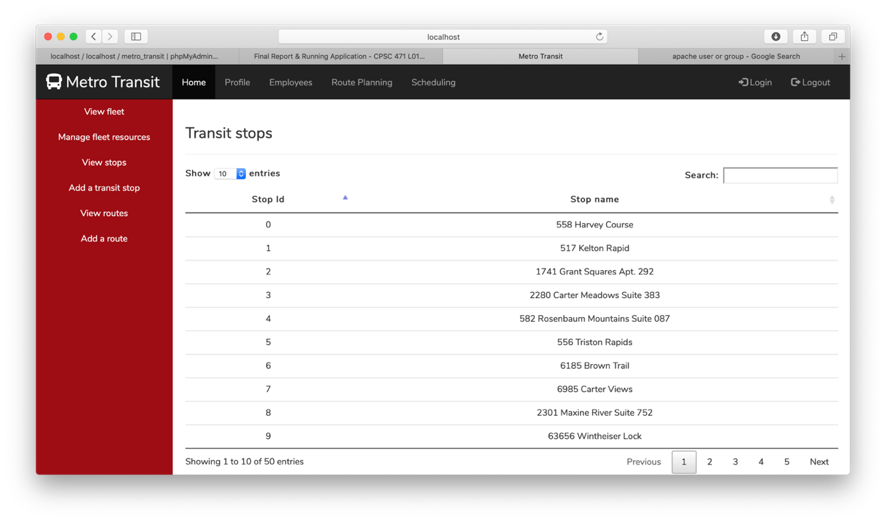 localhost
localhost / localhost / metro_transit | phpMyAdmin...
Final Report & Running Application - CPSC 471 L01...
Metro Transit
apache user or group - Google Search
Metro Transit
Home
Profile
Employees
Route Planning
Scheduling
Login
Logout
View fleet
Manage fleet resources
View stops
Add a transit stop
View routes
Add a route
Transit stops
Show 10 entries
Search:
Stop Id Stop name
0 558 Harvey Course
1 517 Kelton Rapid
2 1741 Grant Squares Apt. 292
3 2280 Carter Meadows Suite 383
4 582 Rosenbaum Mountains Suite 087
5 556 Triston Rapids
6 6185 Brown Trail
7 6985 Carter Views
8 2301 Maxine River Suite 752
9 63656 Wintheiser Lock
Showing 1 to 10 of 50 entries
Previous 1 2 3 4 5 Next